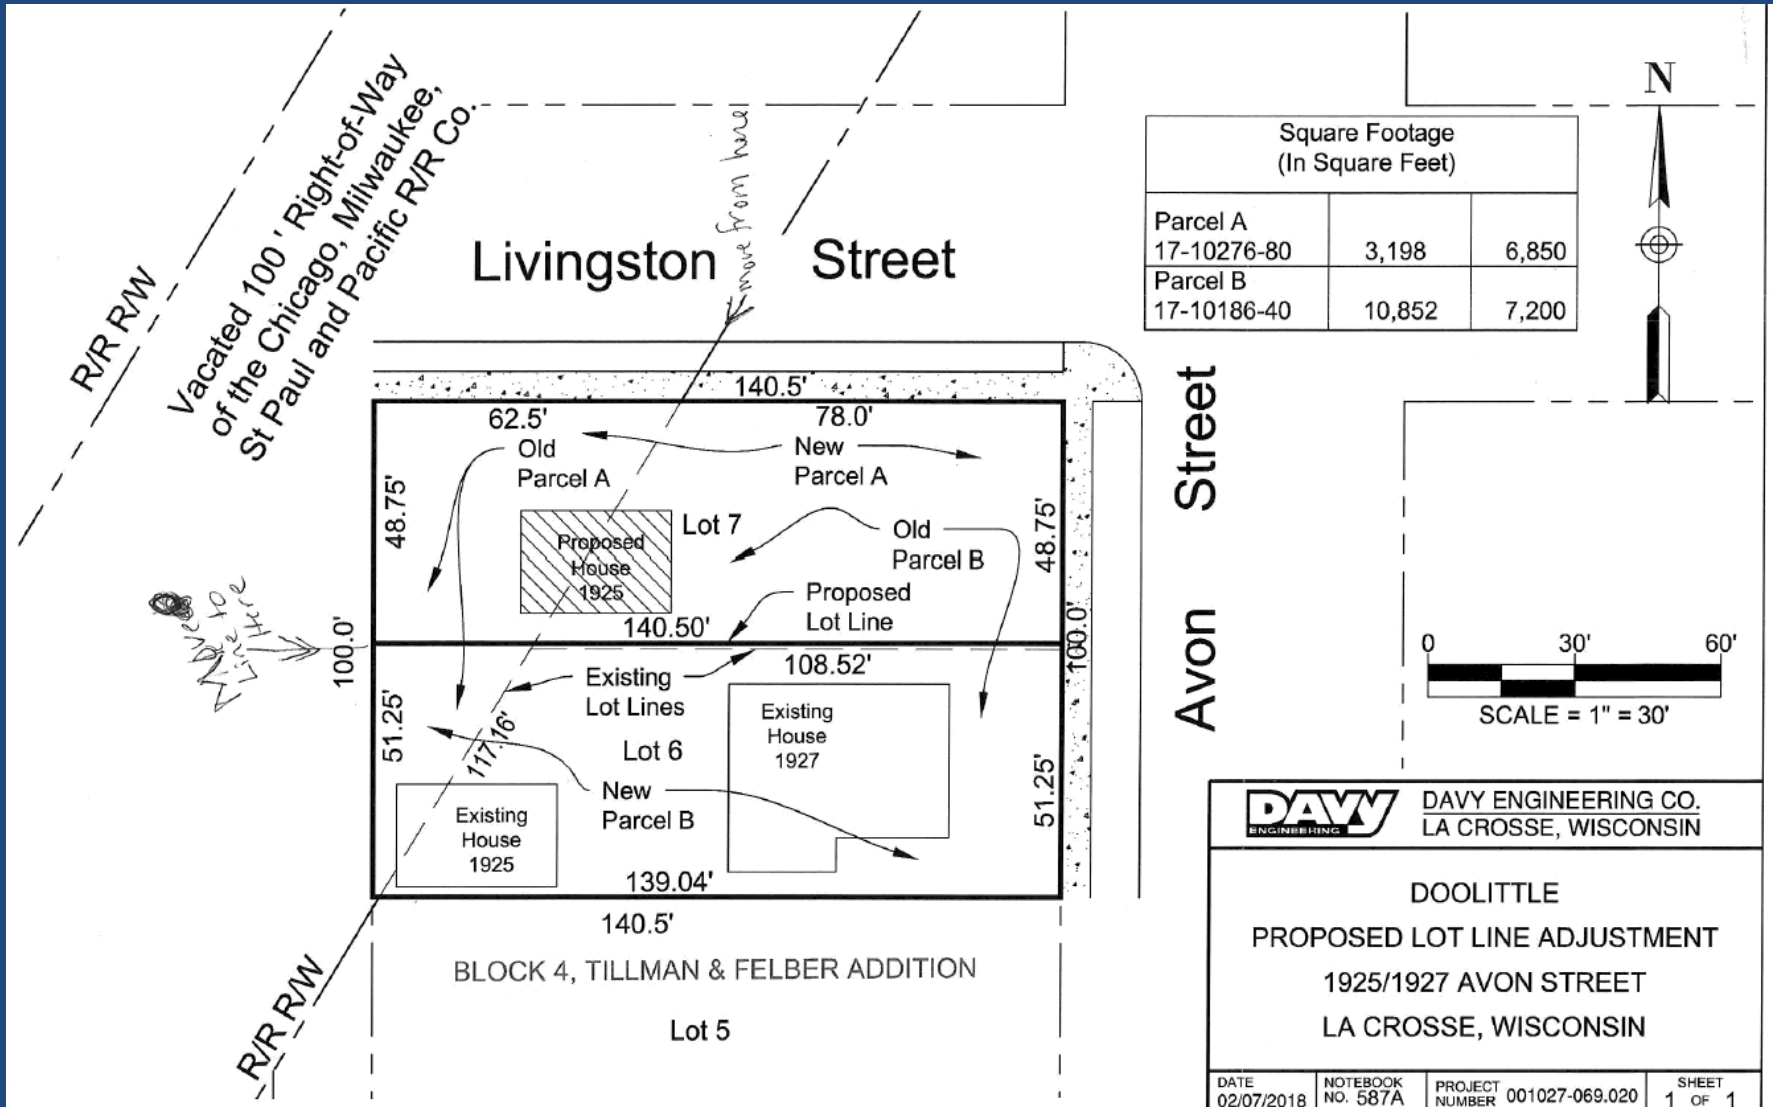 R/R R/W
Vacated 100 ' Right-of-Way
of the Chicago, Milwaukee,
St Paul and Pacific R/R Co.
move from here
Livingston Street
Square Footage
(In Square Feet)
Parcel A
17-10276-80 3,198 6,850
Parcel B
17-10186-40 10,852 7,200
N
140.5'
62.5' 78.0'
Old
Parcel A
New
Parcel A
48.75'
48.75'
Lot 7
Old
Parcel B
Proposed
House
1925
Proposed
Lot Line
140.50'
Move to
Line Here
100.0'
100.0'
108.52'
Existing
Lot Lines
51.25'
117.16'
Lot 6
Existing
House
1927
New
Parcel B
51.25'
Existing
House
1925
139.04'
140.5'
BLOCK 4, TILLMAN & FELBER ADDITION
Lot 5
R/R R/W
Avon Street
0 30' 60'
SCALE = 1" = 30'
DAVY
ENGINEERING
DAVY ENGINEERING CO.
LA CROSSE, WISCONSIN
DOOLITTLE
PROPOSED LOT LINE ADJUSTMENT
1925/1927 AVON STREET
LA CROSSE, WISCONSIN
DATE
02/07/2018
NOTEBOOK
NO. 587A
PROJECT
NUMBER 001027-069.020
SHEET
1 OF 1